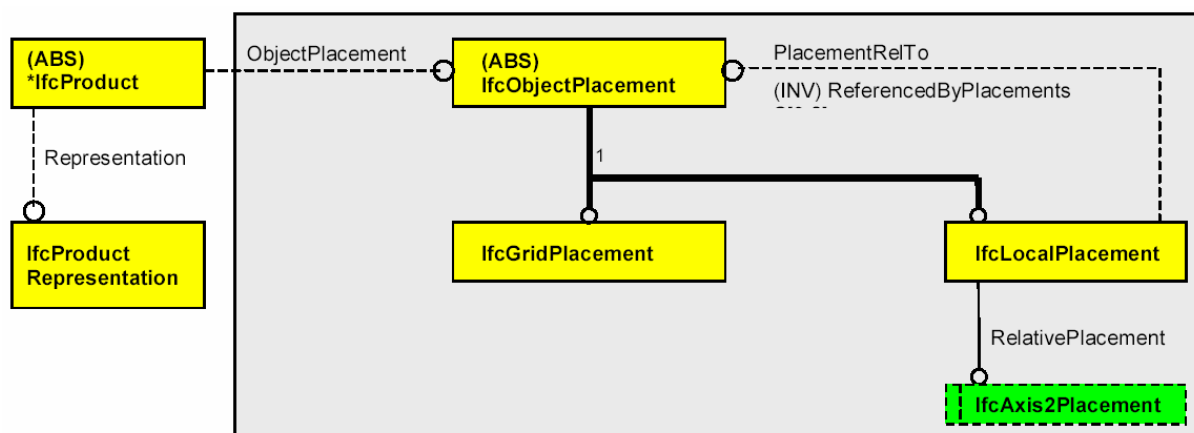 (ABS)
*IfcProduct
ObjectPlacement
(ABS)
IfcObjectPlacement
PlacementRelTo
(INV) ReferencedByPlacements
Representation
1
IfcProduct
Representation
IfcGridPlacement
IfcLocalPlacement
RelativePlacement
IfcAxis2Placement